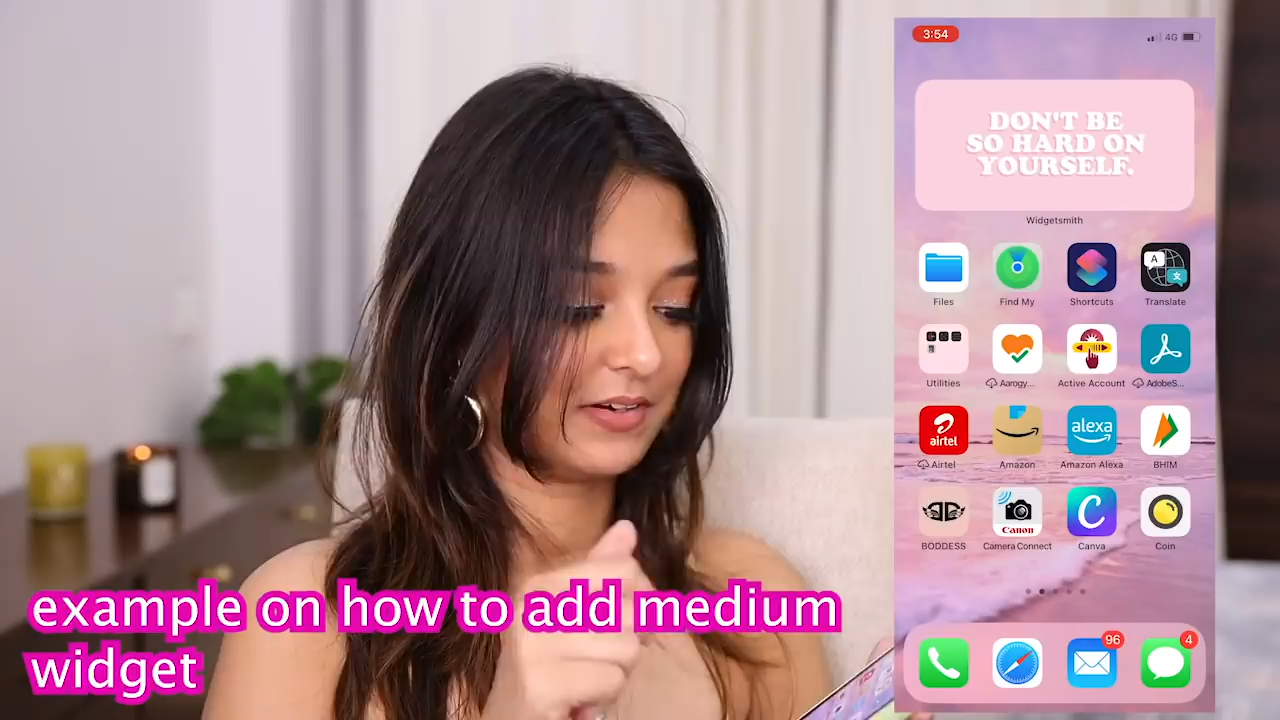 3:54
4G
DON'T BE
SO HARD ON
YOURSELF.
Widgetsmith
A
文
Files
Find My
Shortcuts
Translate
Utilities
Aarogy...
Active Account
AdobeS...
airtel
alexa
Airtel
Amazon
Amazon Alexa
BHIM
Canon
C
BODDESS
Camera Connect
Canva
Coin
example on how to add medium
widget
96
4